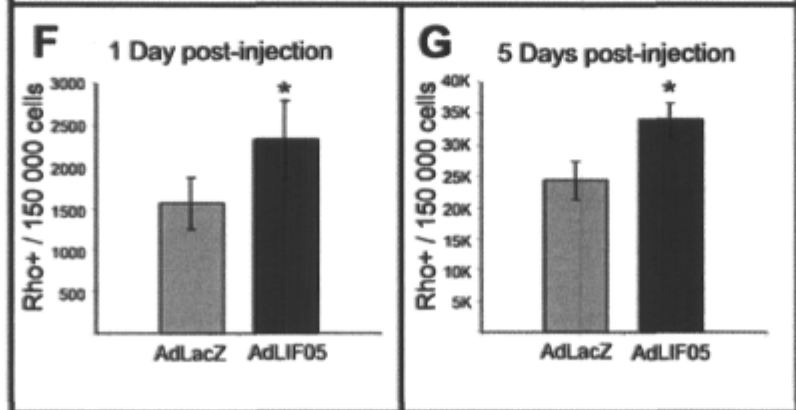 F 1 Day post-injection
Rho+ / 150 000 cells
3000
2500
2000
1500
1000
500
*
AdLacZ AdLIF05
G 5 Days post-injection
Rho+ / 150 000 cells
40K
35K
30K
25K
20K
15K
10K
5K
*
AdLacZ AdLIF05